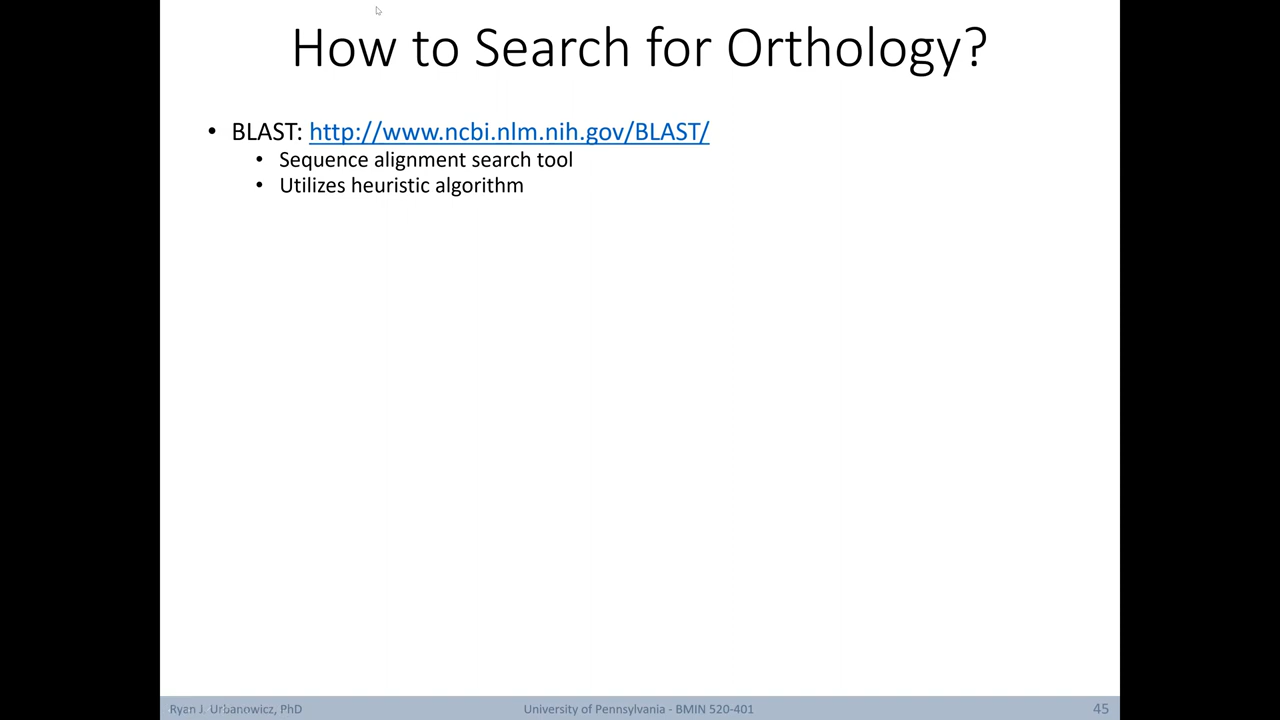 How to Search for Orthology?
• BLAST: http://www.ncbi.nlm.nih.gov/BLAST/
• Sequence alignment search tool
• Utilizes heuristic algorithm
Ryan J. Urbanowicz, PhD
University of Pennsylvania - BMIN 520-401
45